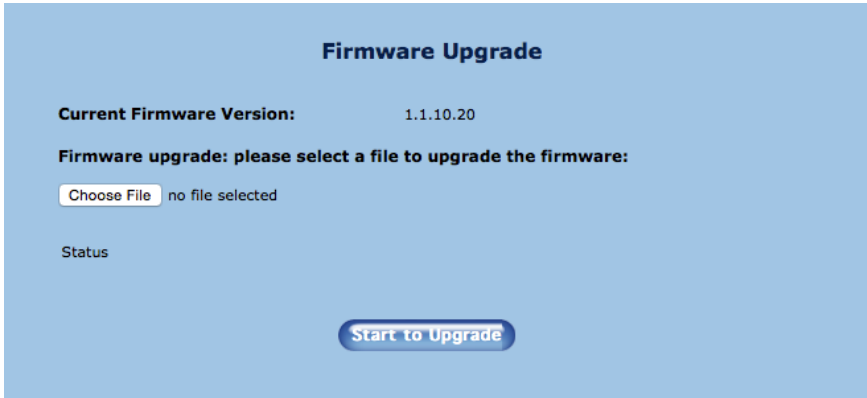 Firmware Upgrade
Current Firmware Version: 1.1.10.20
Firmware upgrade: please select a file to upgrade the firmware:
Choose File no file selected
Status
Start to Upgrade